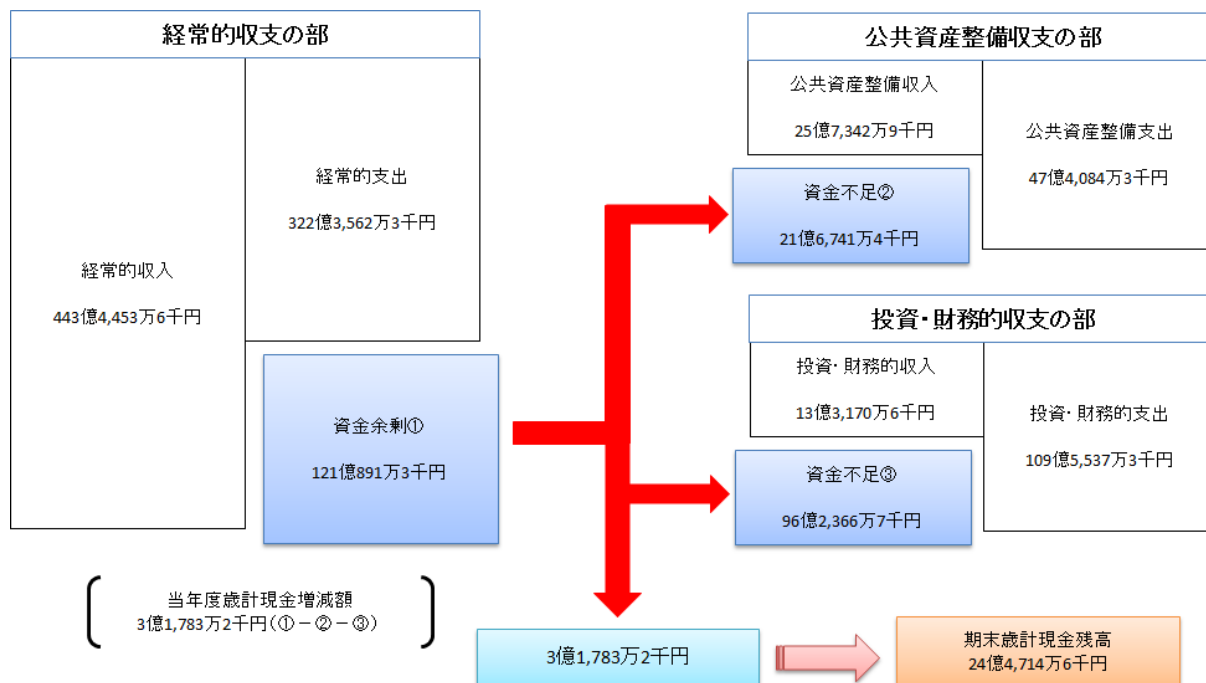 経常的収支の部
経常的収入
443億4,453万6千円
経常的支出
322億3,562万3千円
資金余剰①
121億891万3千円
公共資産整備収支の部
公共資産整備収入
25億7,342万9千円
公共資産整備支出
47億4,084万3千円
資金不足②
21億6,741万4千円
投資・財務的収支の部
投資・財務的収入
13億3,170万6千円
投資・財務的支出
109億5,537万3千円
資金不足③
96億2,366万7千円
当年度歳計現金増減額
3億1,783万2千円(①-②-③)
3億1,783万2千円
期末歳計現金残高
24億4,714万6千円